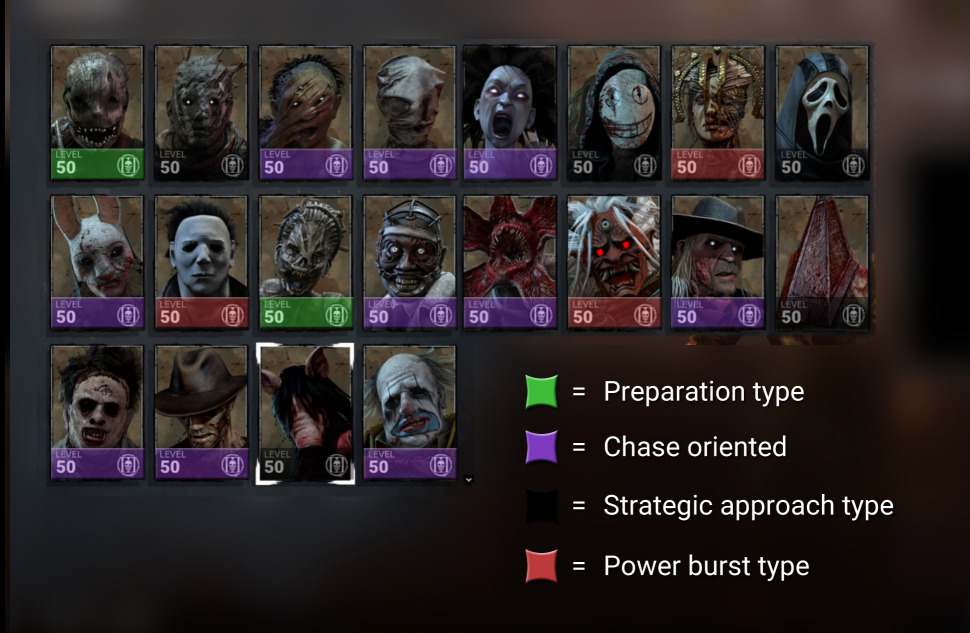 LEVEL LEVEL LEVEL LEVEL LEVEL LEVEL LEVEL LEVEL
50 50 50 50 50 50 50 50
LEVEL LEVEL LEVEL LEVEL LEVEL LEVEL LEVEL LEVEL
50 50 50 50 50 50 50 50
LEVEL LEVEL LEVEL LEVEL
50 50 50 50
= Preparation type
= Chase oriented
= Strategic approach type
= Power burst type